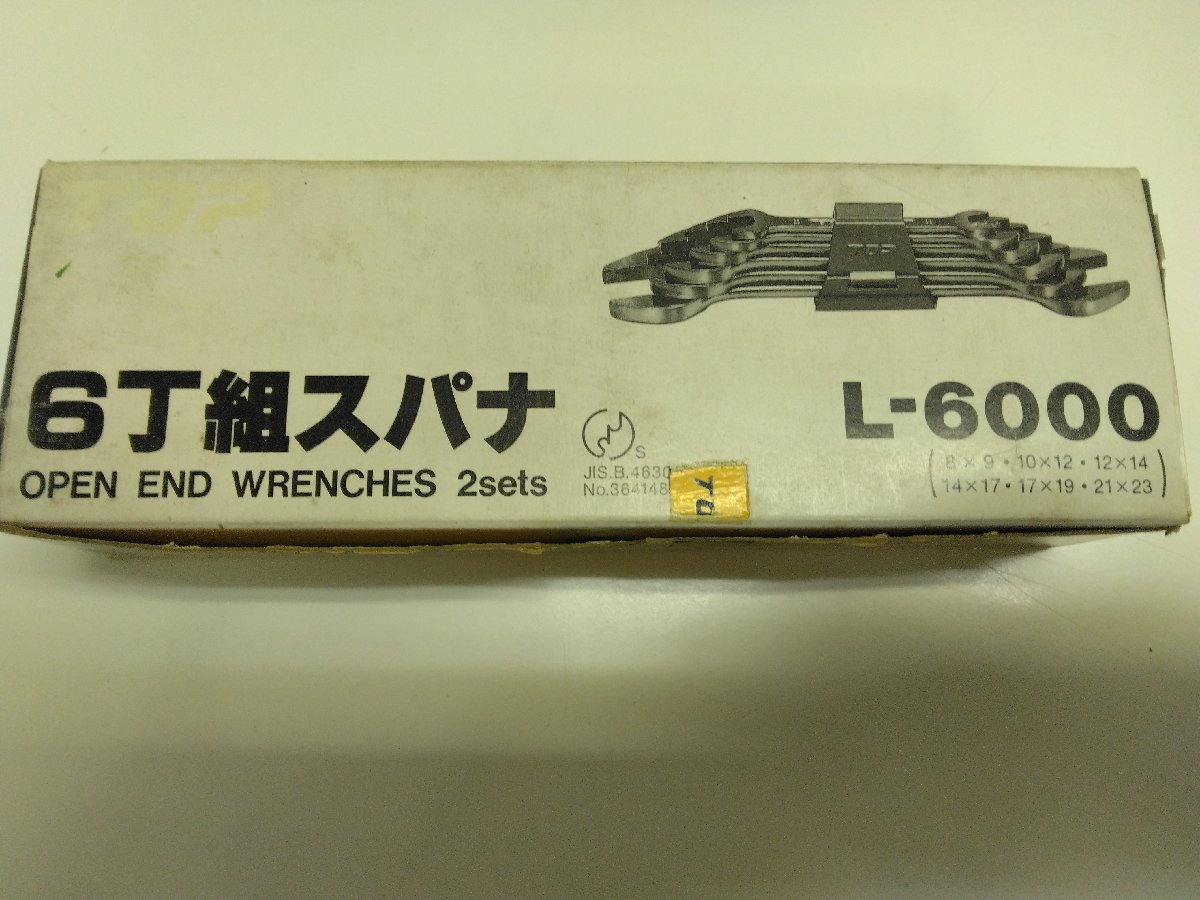 TOP
TOP
6丁組スパナ
OPEN END WRENCHES 2sets
S
JIS.B.4630
No.364148
L-6000
8×9・10×12・12×14
14×17・17×19・21×23